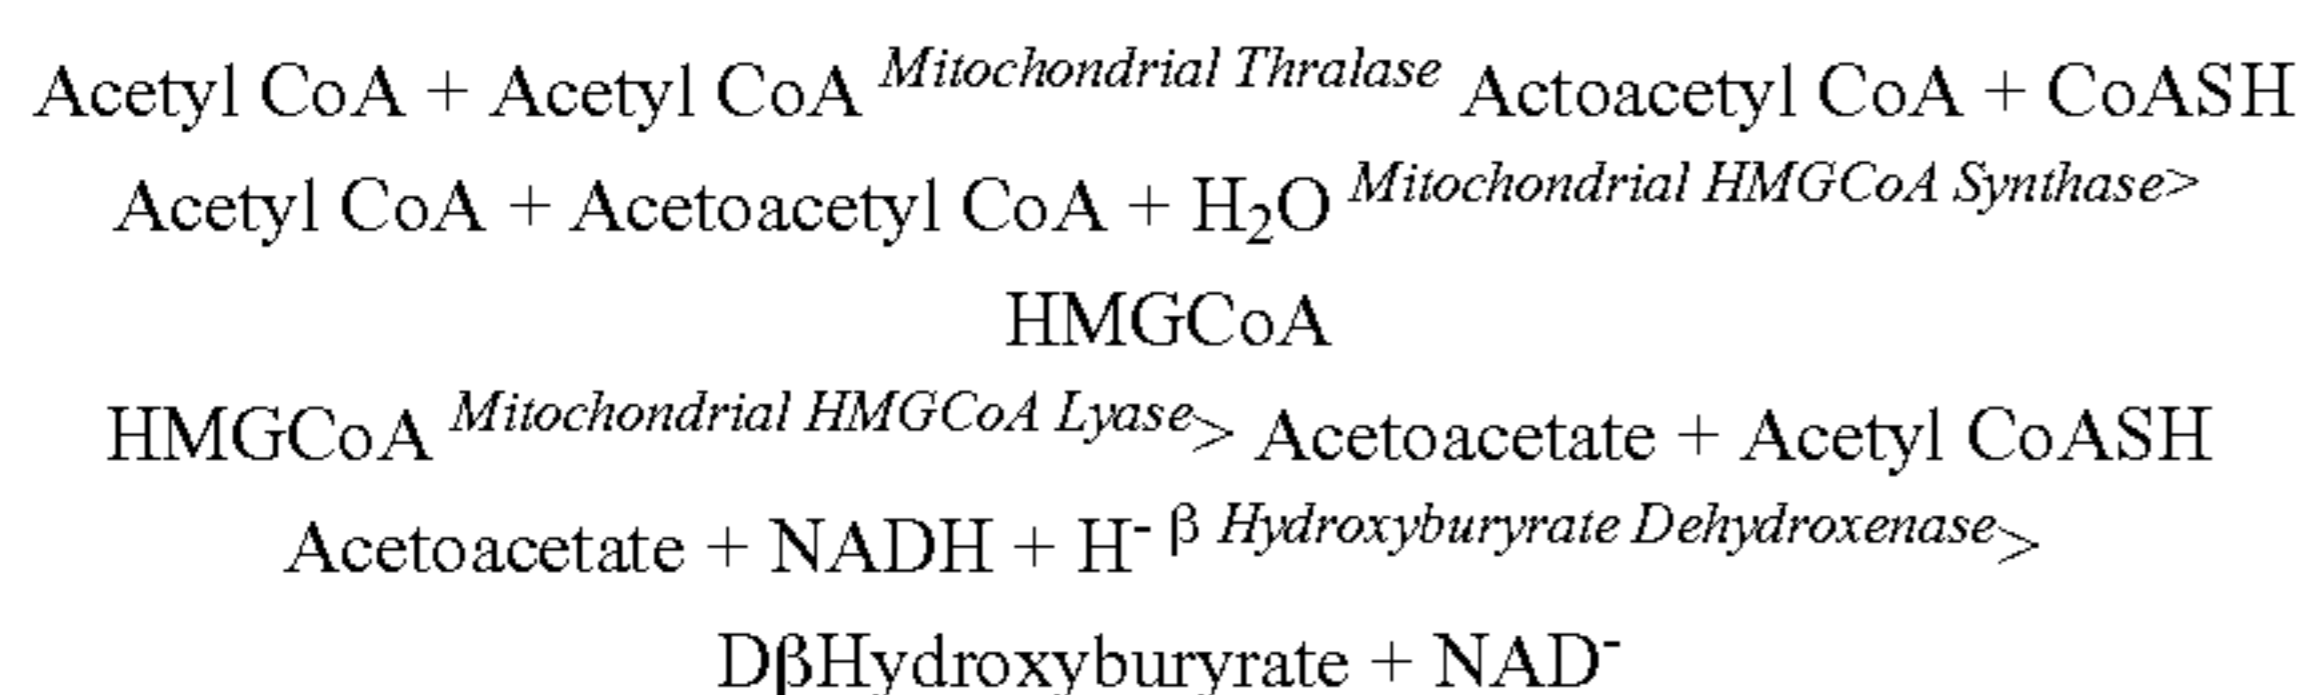 Acetyl CoA + Acetyl CoA Mitochondrial Thralase Actoacetyl CoA + CoASH
Acetyl CoA + Acetoacetyl CoA + H₂O Mitochondrial HMGCoA Synthase>
HMGCoA
HMGCoA Mitochondrial HMGCoA Lyase> Acetoacetate + Acetyl CoASH
Acetoacetate + NADH + H⁻ β Hydroxyburyrate Dehydroxenase>
DβHydroxyburyrate + NAD⁻